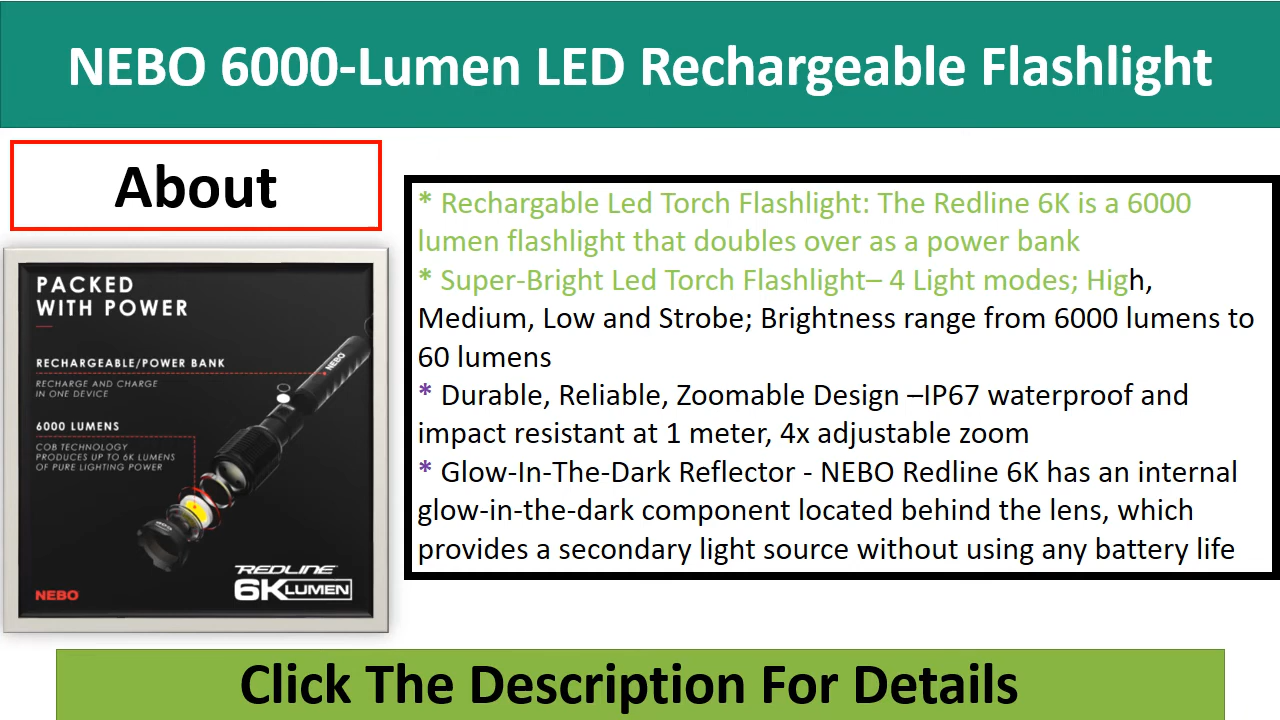 NEBO 6000-Lumen LED Rechargeable Flashlight
About
* Rechargable Led Torch Flashlight: The Redline 6K is a 6000
lumen flashlight that doubles over as a power bank
* Super-Bright Led Torch Flashlight– 4 Light modes; High,
Medium, Low and Strobe; Brightness range from 6000 lumens to
60 lumens
* Durable, Reliable, Zoomable Design –IP67 waterproof and
impact resistant at 1 meter, 4x adjustable zoom
* Glow-In-The-Dark Reflector - NEBO Redline 6K has an internal
glow-in-the-dark component located behind the lens, which
provides a secondary light source without using any battery life
PACKED
WITH POWER
RECHARGEABLE/POWER BANK
RECHARGE AND CHARGE
IN ONE DEVICE
6000 LUMENS
COB TECHNOLOGY
PRODUCES UP TO 6K LUMENS
OF PURE LIGHTING POWER
NEBO
REDLINE
6K LUMEN
NEBO
Click The Description For Details